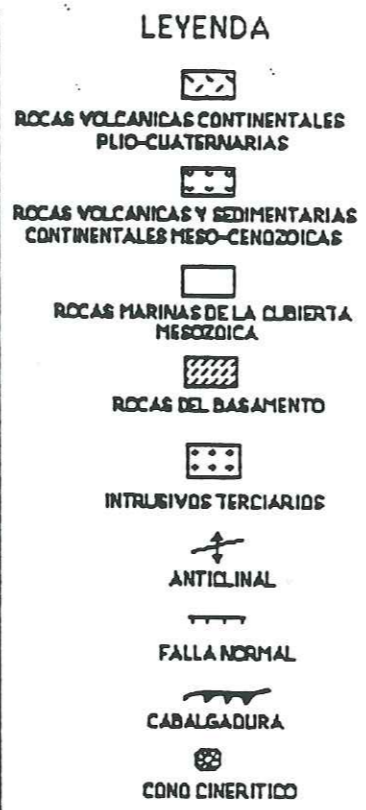 LEYENDA
ROCAS VOLCANICAS CONTINENTALES
PLIO-CUATERNARIAS
ROCAS VOLCANICAS Y SEDIMENTARIAS
CONTINENTALES MESO-CENOZOICAS
ROCAS MARINAS DE LA CUBIERTA
MESOZOICA
ROCAS DEL BASAMENTO
INTRUSIVOS TERCIARIOS
ANTICLINAL
FALLA NORMAL
CABALGADURA
CONO CINERITICO